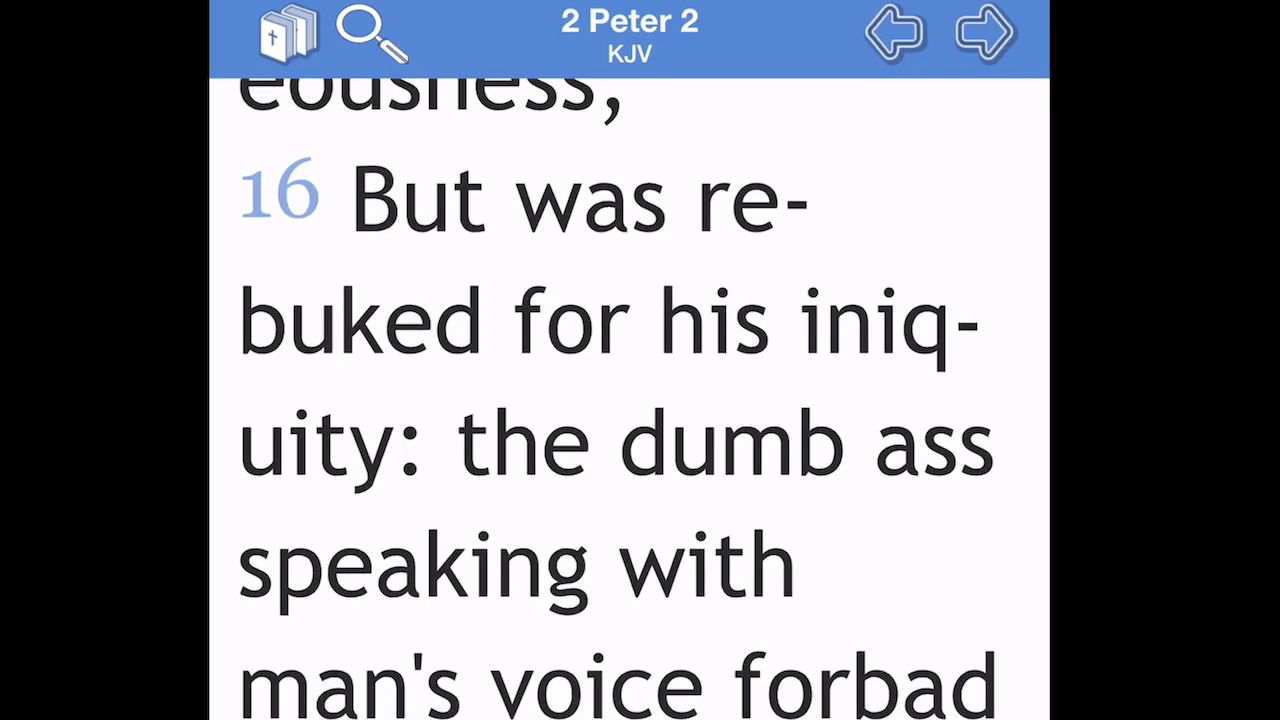 2 Peter 2
KJV
eousness,
16 But was re-
buked for his iniq-
uity: the dumb ass
speaking with
man's voice forbad